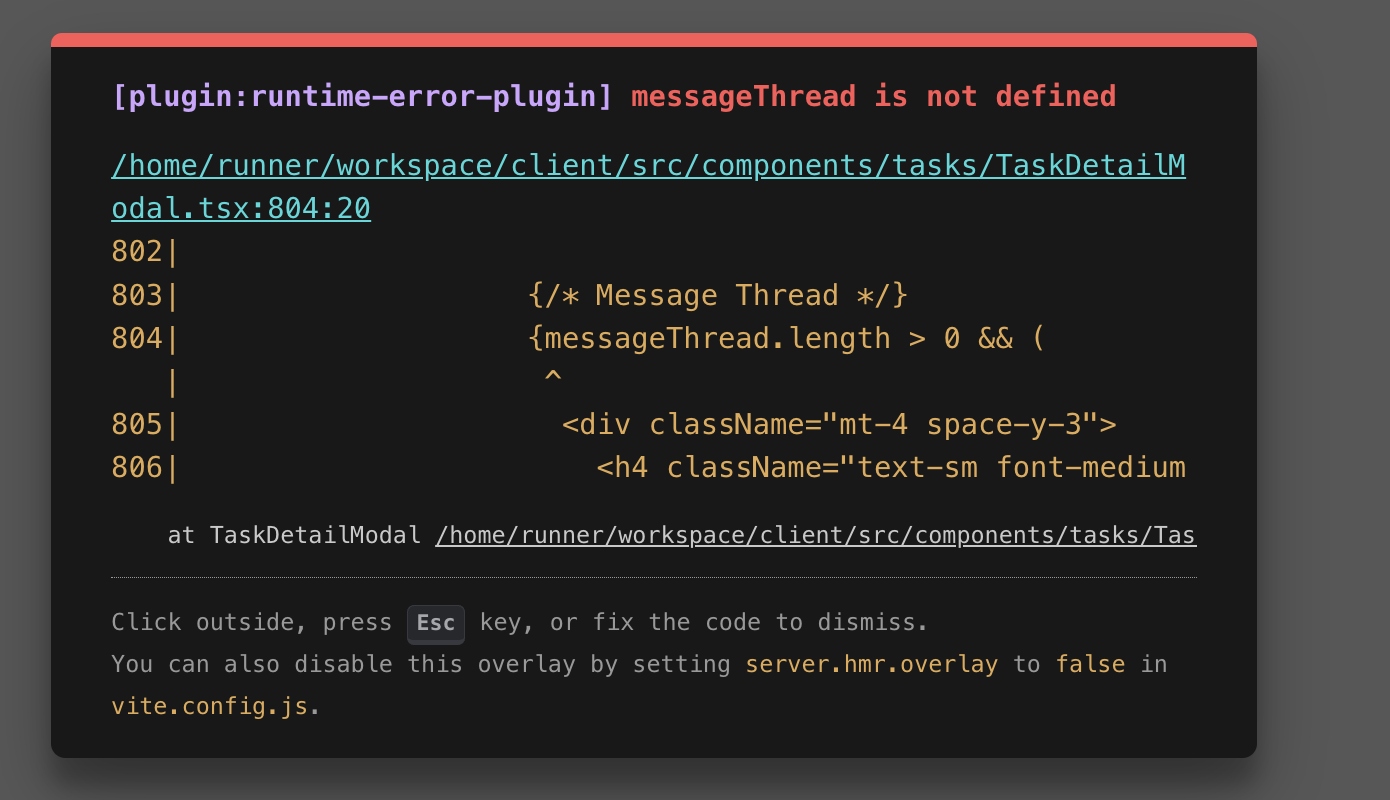 [plugin:runtime-error-plugin] messageThread is not defined
/home/runner/workspace/client/src/components/tasks/TaskDetailM
odal.tsx:804:20
802|
803|                    {/* Message Thread */}
804|                    {messageThread.length > 0 && (
   |                     ^
805|                      <div className="mt-4 space-y-3">
806|                        <h4 className="text-sm font-medium
at TaskDetailModal /home/runner/workspace/client/src/components/tasks/Tas
Click outside, press Esc key, or fix the code to dismiss.
You can also disable this overlay by setting server.hmr.overlay to false in
vite.config.js.